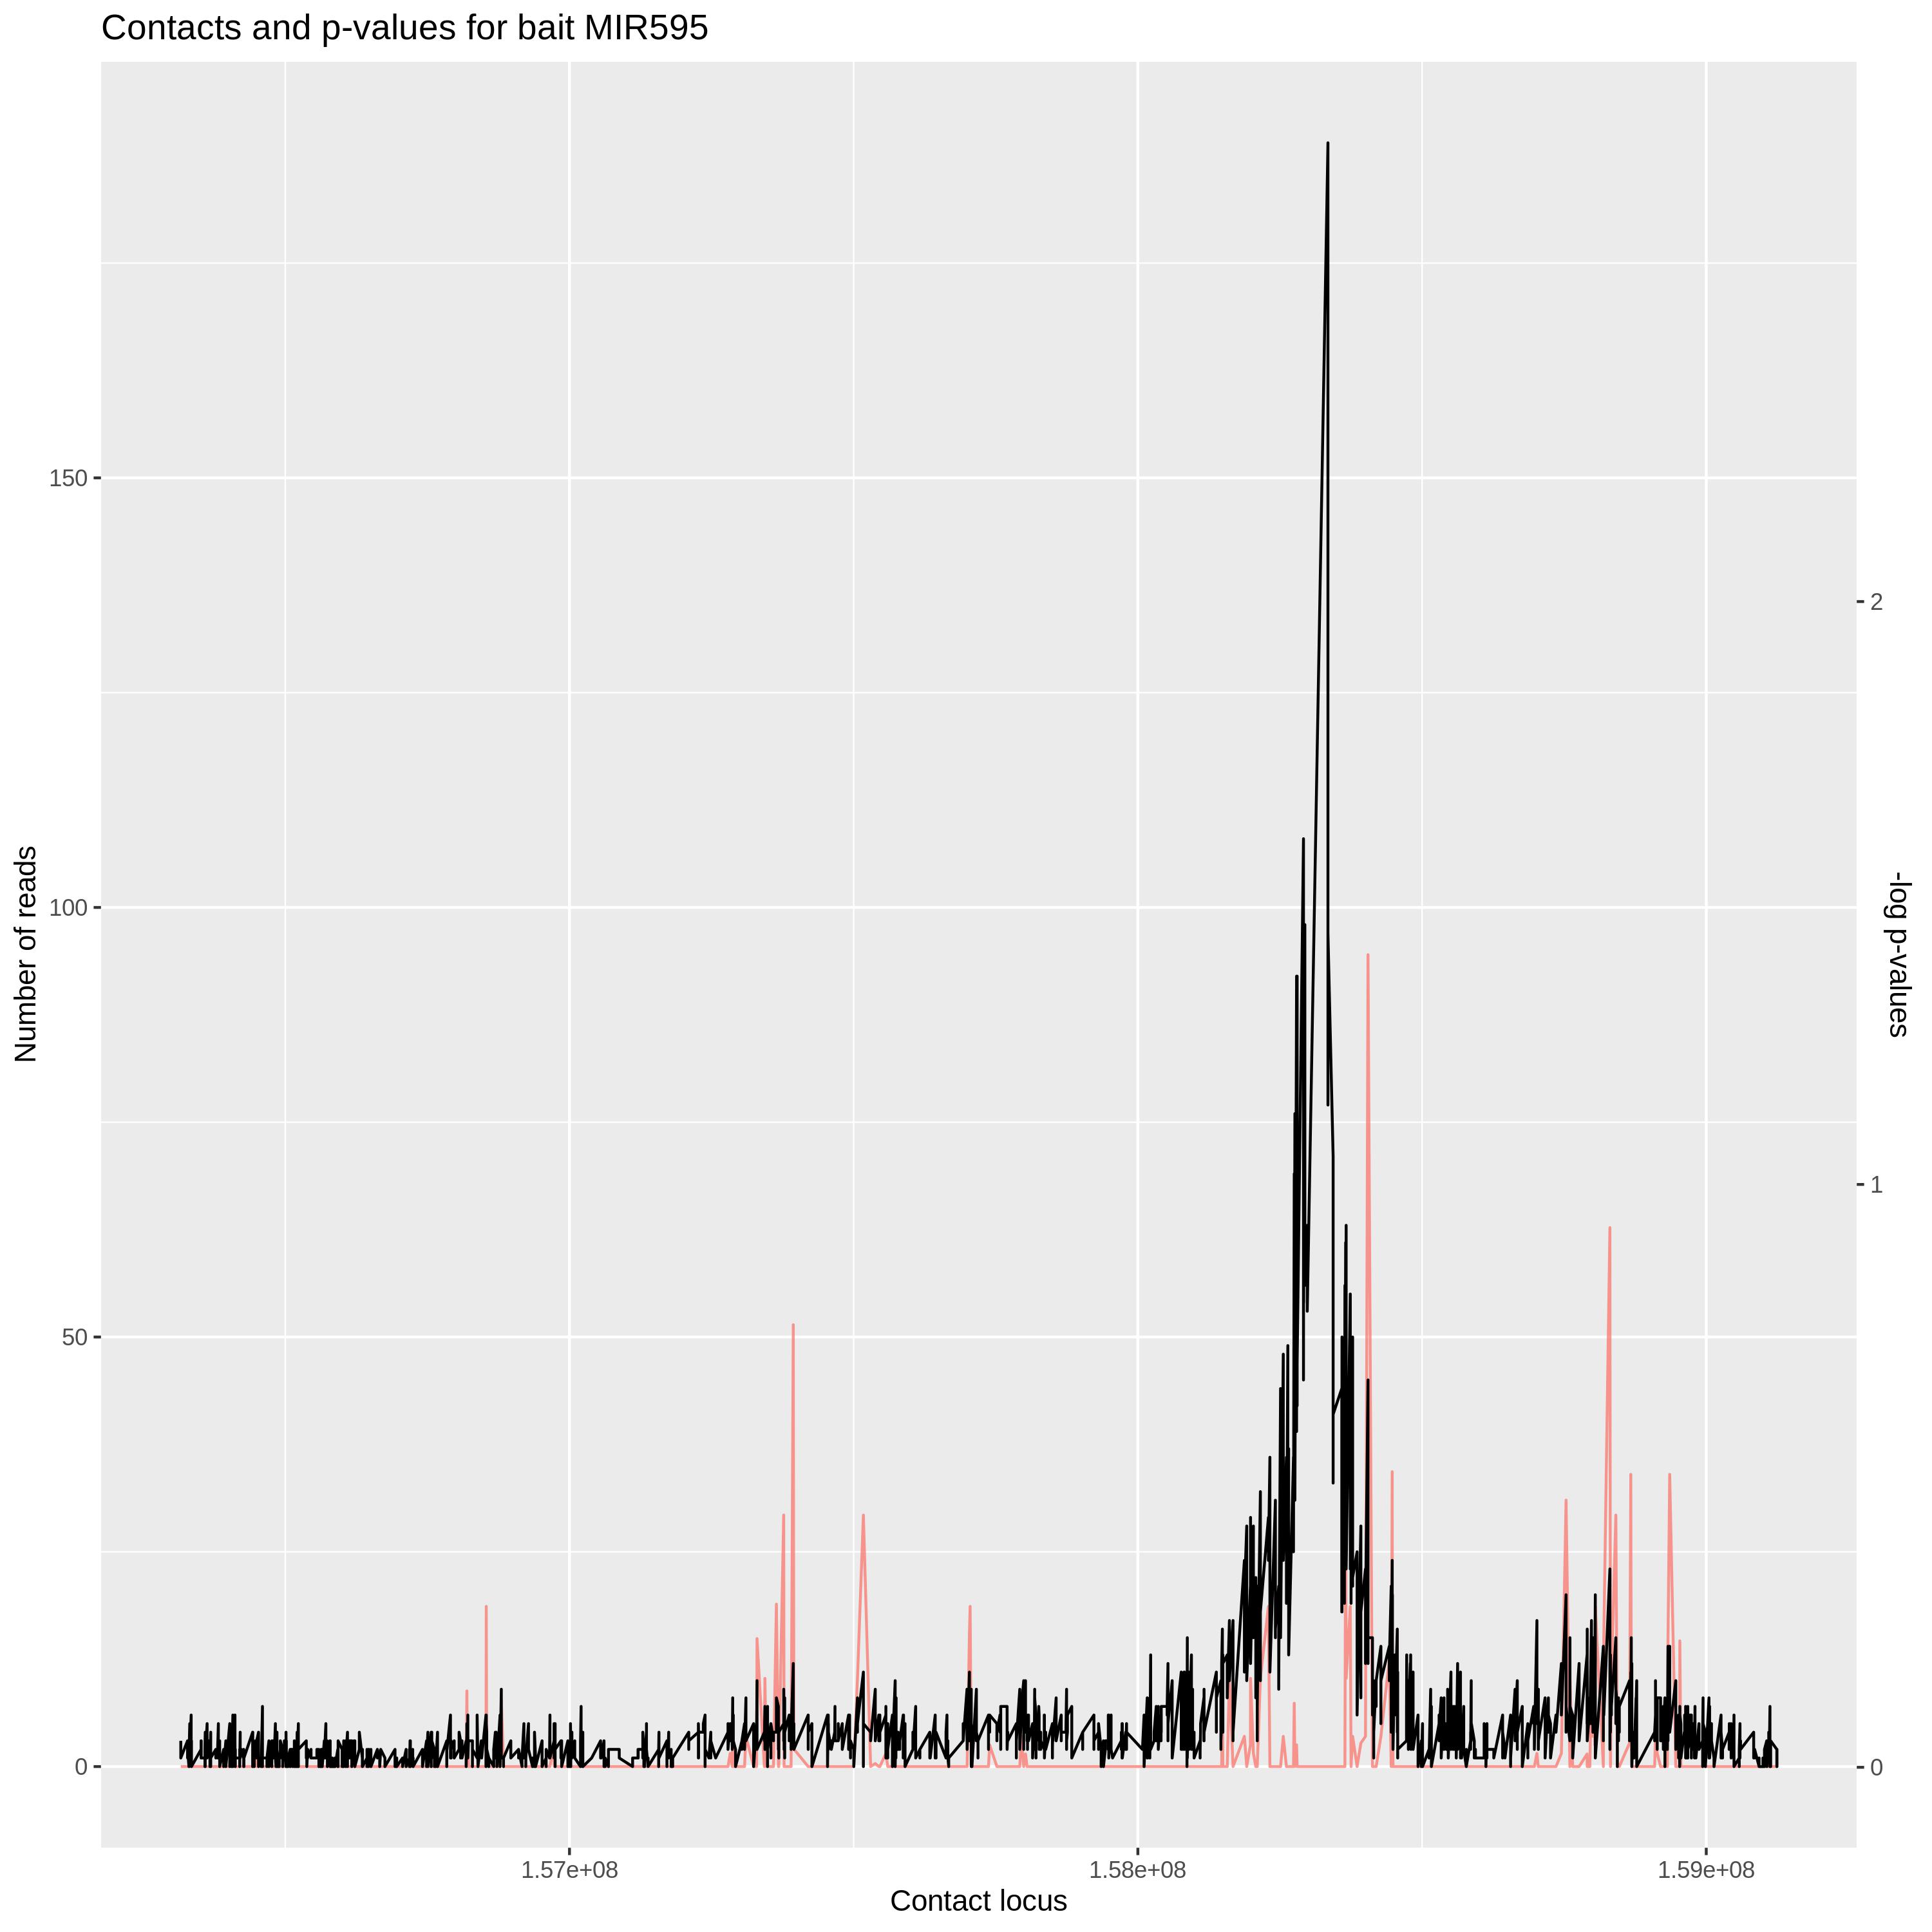 Contacts and p-values for bait MIR595
150
100
50
0
Number of reads
2
1
0
-log p-values
1.57e+08
1.58e+08
1.59e+08
Contact locus